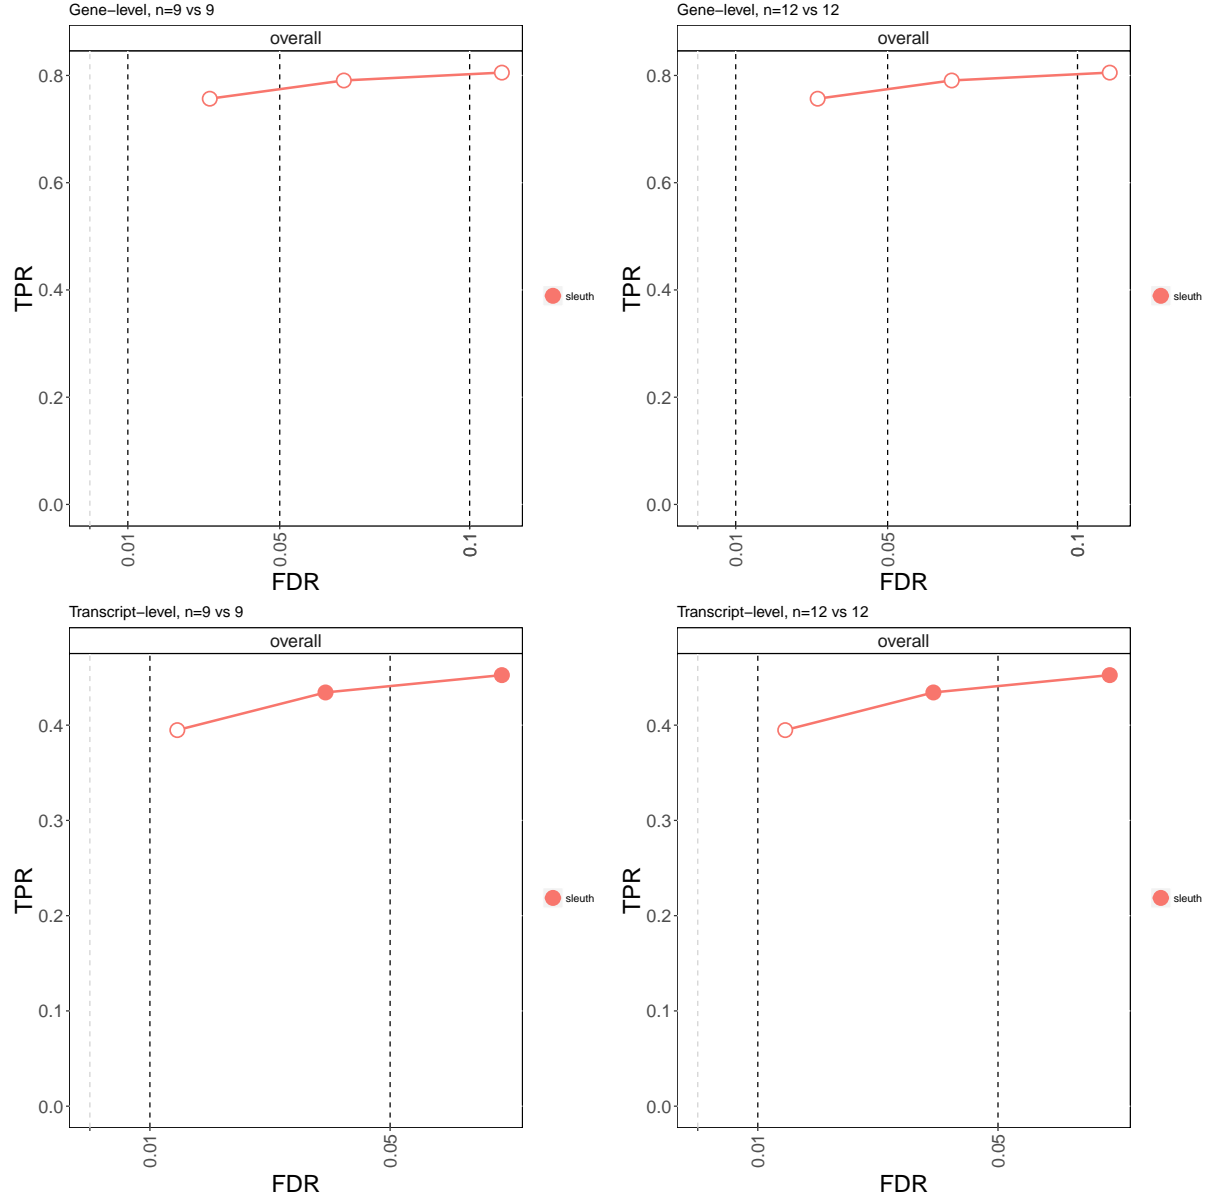 Gene−level, n=9 vs 9
overall
0.8
0.6
0.4
0.2
0.0
TPR
0.01
0.05
0.1
FDR
sleuth
Gene−level, n=12 vs 12
overall
0.8
0.6
0.4
0.2
0.0
TPR
0.01
0.05
0.1
FDR
sleuth
Transcript−level, n=9 vs 9
overall
0.4
0.3
0.2
0.1
0.0
TPR
0.01
0.05
FDR
sleuth
Transcript−level, n=12 vs 12
overall
0.4
0.3
0.2
0.1
0.0
TPR
0.01
0.05
FDR
sleuth